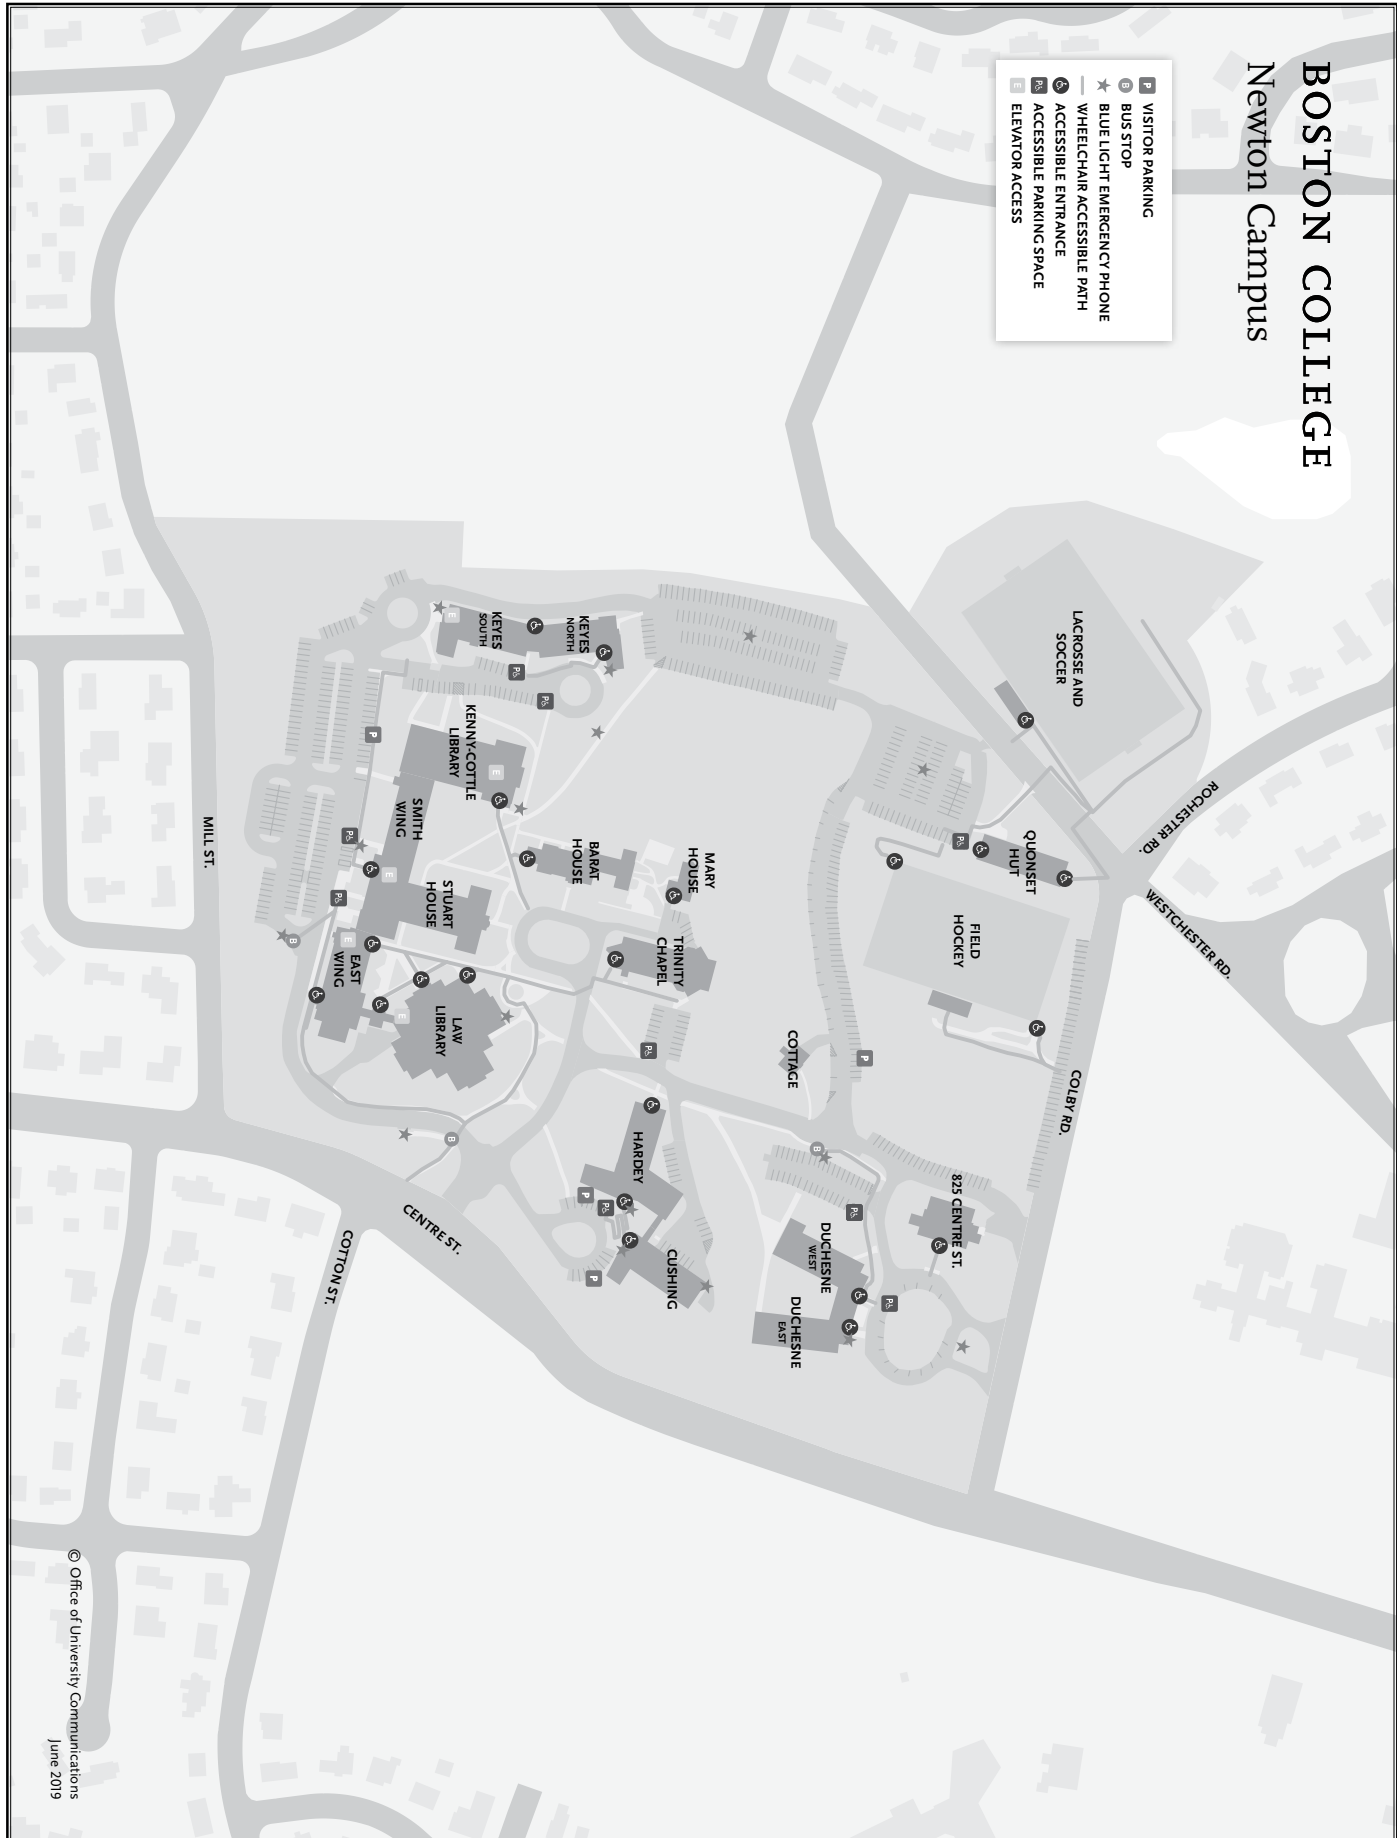 BOSTON COLLEGE
Newton Campus
P VISITOR PARKING
B BUS STOP
BLUE LIGHT EMERGENCY PHONE
WHEELCHAIR ACCESSIBLE PATH
ACCESSIBLE ENTRANCE
P ACCESSIBLE PARKING SPACE
E ELEVATOR ACCESS
LACROSSE AND
SOCCER
ROCHESTER RD.
WESTCHESTER RD.
QUONSET
HUT
P
FIELD
HOCKEY
COLBY RD.
P
COTTAGE
825 CENTRE ST.
B
P
DUCHESNE
WEST
P
DUCHESNE
EAST
MARY
HOUSE
TRINITY
CHAPEL
BARAT
HOUSE
P
HARDEY
P
P
CUSHING
P
KEYES
NORTH
KEYES
SOUTH
E
P
P
KENNY-COTTLE
LIBRARY
E
P
SMITH
WING
P
E
STUART
HOUSE
P
B
E
EAST
WING
E
LAW
LIBRARY
B
MILL ST.
CENTRE ST.
COTTON ST.
© Office of University Communications
June 2019